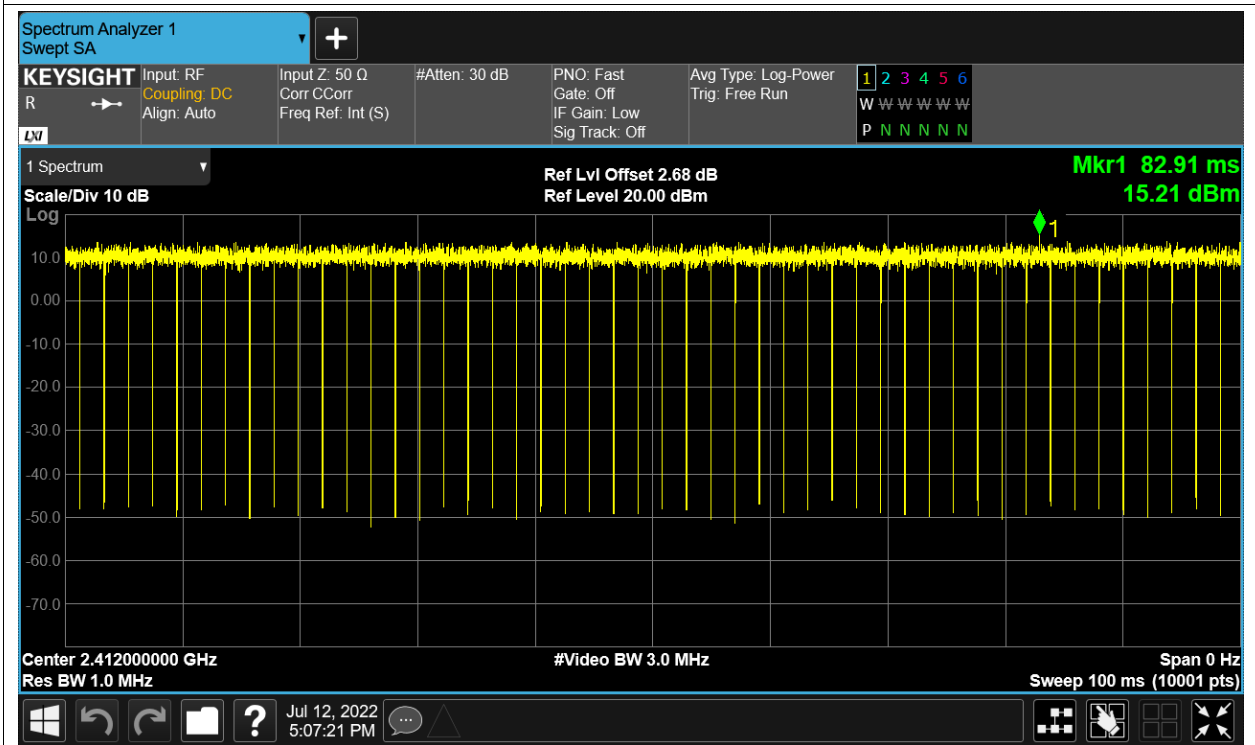 Spectrum Analyzer 1
Swept SA
KEYSIGHT
R
LXI
Input: RF
Coupling: DC
Align: Auto
Input Z: 50 Ω
Corr CCorr
Freq Ref: Int (S)
#Atten: 30 dB
PNO: Fast
Gate: Off
IF Gain: Low
Sig Track: Off
Avg Type: Log-Power
Trig: Free Run
1 2 3 4 5 6
W W W W W W
P N N N N N
1 Spectrum
Scale/Div 10 dB
Ref Lvl Offset 2.68 dB
Ref Level 20.00 dBm
Mkr1 82.91 ms
15.21 dBm
Log
1
10.0
0.00
-10.0
-20.0
-30.0
-40.0
-50.0
-60.0
-70.0
Center 2.412000000 GHz
Res BW 1.0 MHz
#Video BW 3.0 MHz
Span 0 Hz
Sweep 100 ms (10001 pts)
?
Jul 12, 2022
5:07:21 PM